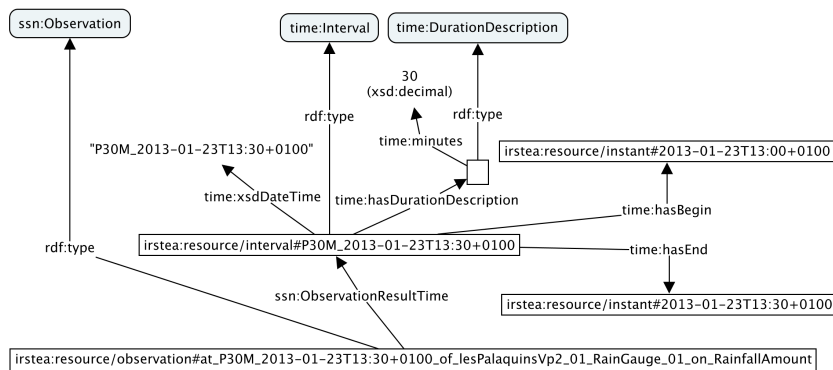 ssn:Observation
time:Interval
time:DurationDescription
30
(xsd:decimal)
rdf:type
rdf:type
time:minutes
"P30M_2013-01-23T13:30+0100"
irstea:resource/instant#2013-01-23T13:00+0100
time:xsdDateTime
time:hasDurationDescription
time:hasBegin
rdf:type
irstea:resource/interval#P30M_2013-01-23T13:30+0100
time:hasEnd
ssn:ObservationResultTime
irstea:resource/instant#2013-01-23T13:30+0100
irstea:resource/observation#at_P30M_2013-01-23T13:30+0100_of_lesPalaquinsVp2_01_RainGauge_01_on_RainfallAmount